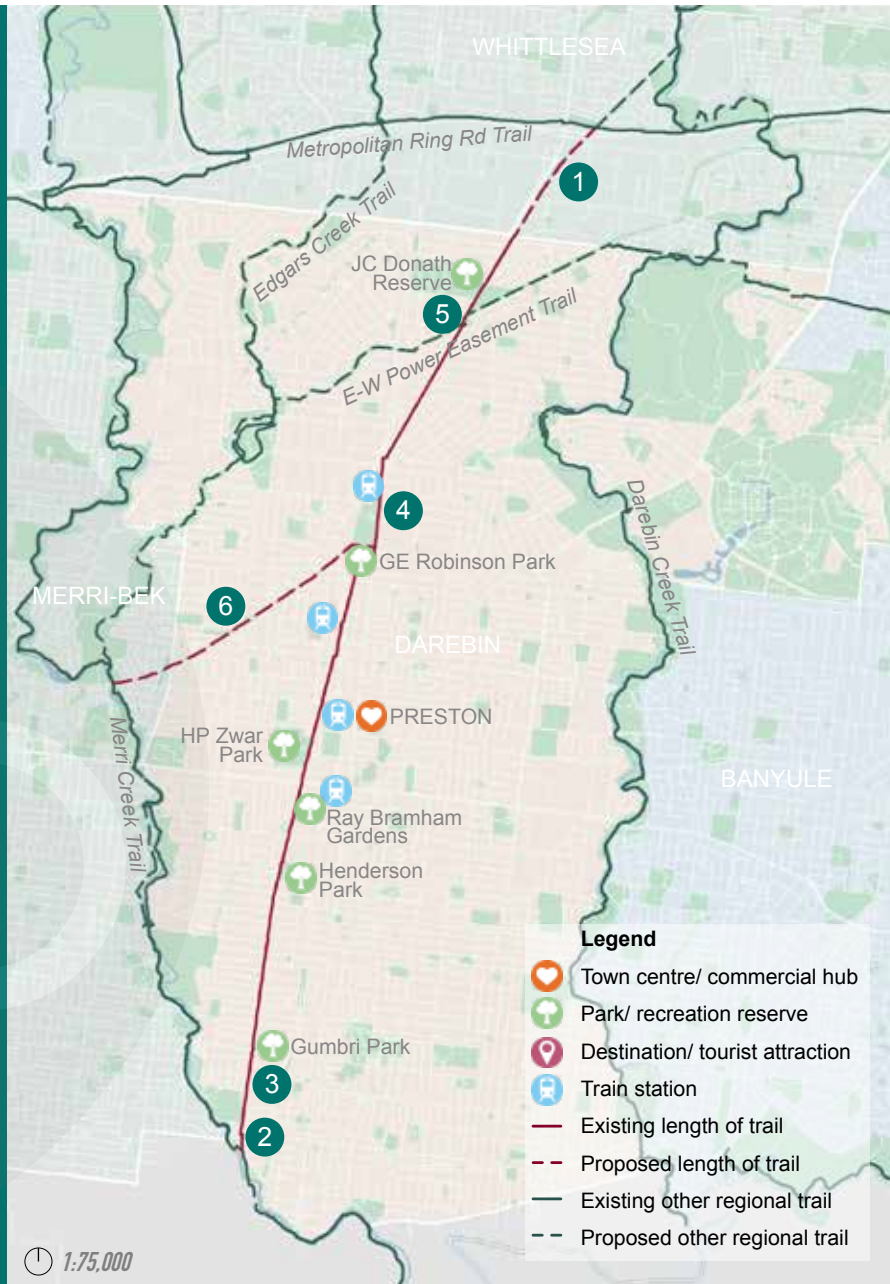 WHITTLESEA
Metropolitan Ring Rd Trail
1
Edgars Creek Trail
JC Donath
Reserve
5
E-W Power Easement Trail
4
Darebin Creek Trail
GE Robinson Park
MERRI-BEK
6
DAREBIN
PRESTON
HP Zwar
Park
BANYULE
Merri Creek Trail
Ray Bramham
Gardens
Henderson
Park
Gumbri Park
3
2
Legend
Town centre/ commercial hub
Park/ recreation reserve
Destination/ tourist attraction
Train station
Existing length of trail
Proposed length of trail
Existing other regional trail
Proposed other regional trail
1:75,000